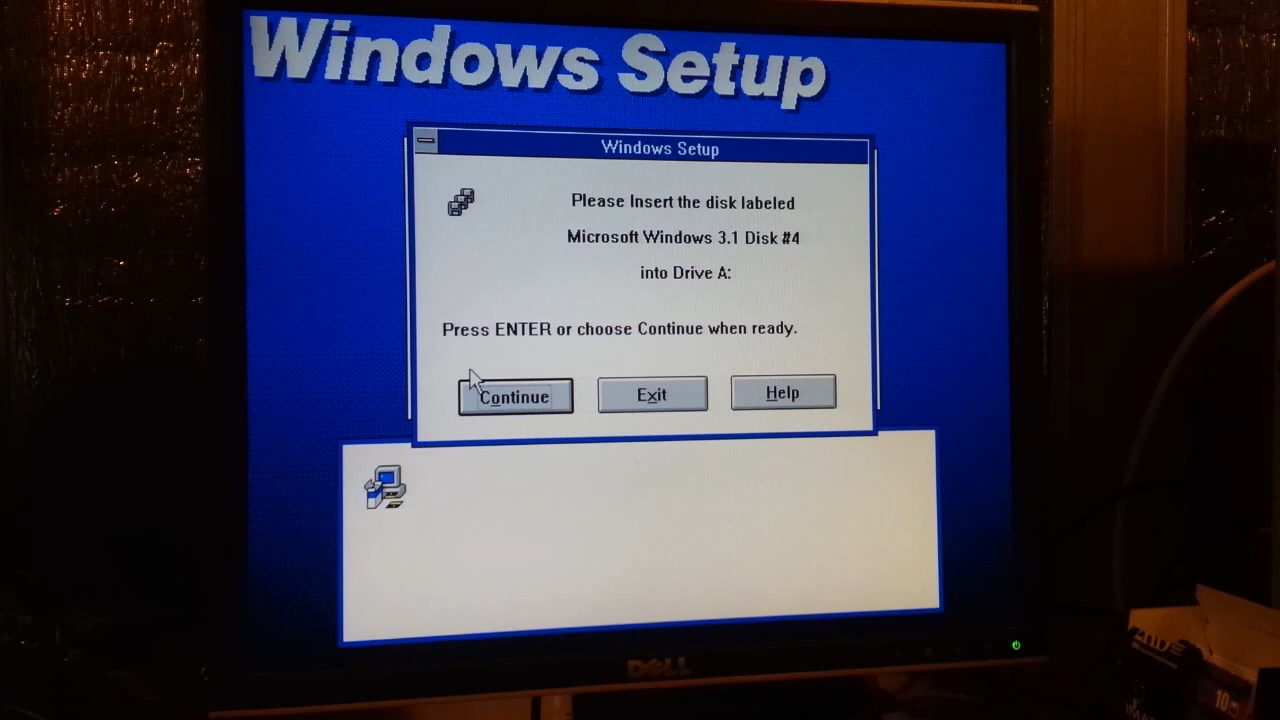 Windows Setup
Windows Setup
Please Insert the disk labeled
Microsoft Windows 3.1 Disk #4
into Drive A:
Press ENTER or choose Continue when ready.
Continue
Exit
Help
DELL
10